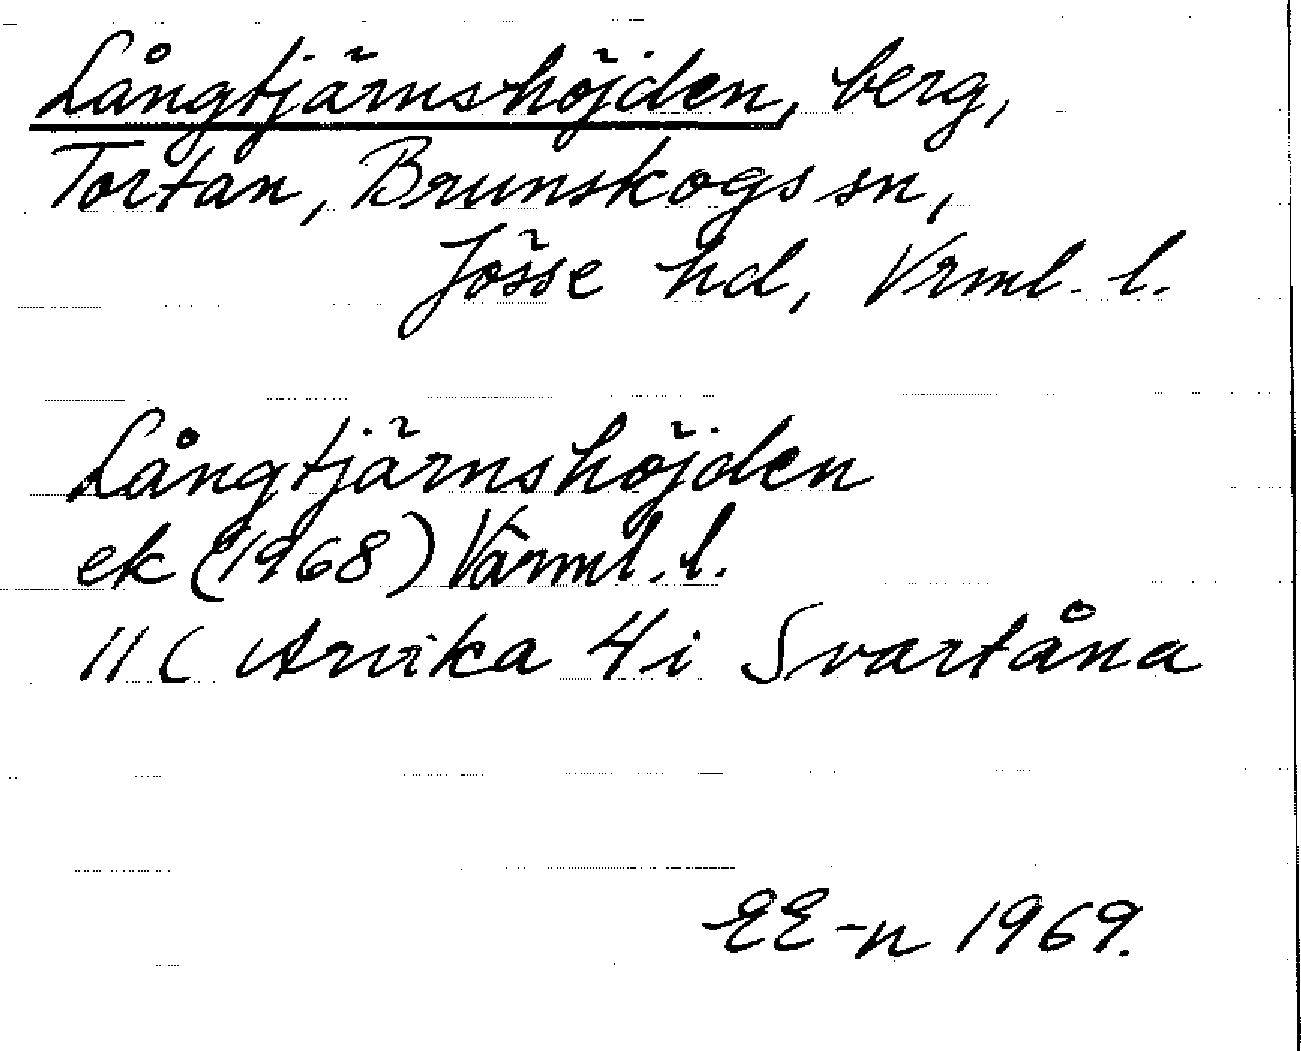 Långtjärnshöjden, berg,
Tortan, Brunskogs sn,
Jösse hd, Vrml. l.
Långtjärnshöjden
ek (1968) Värml. l.
11 C Arvika 4 i Svartåna
EE-n 1969.